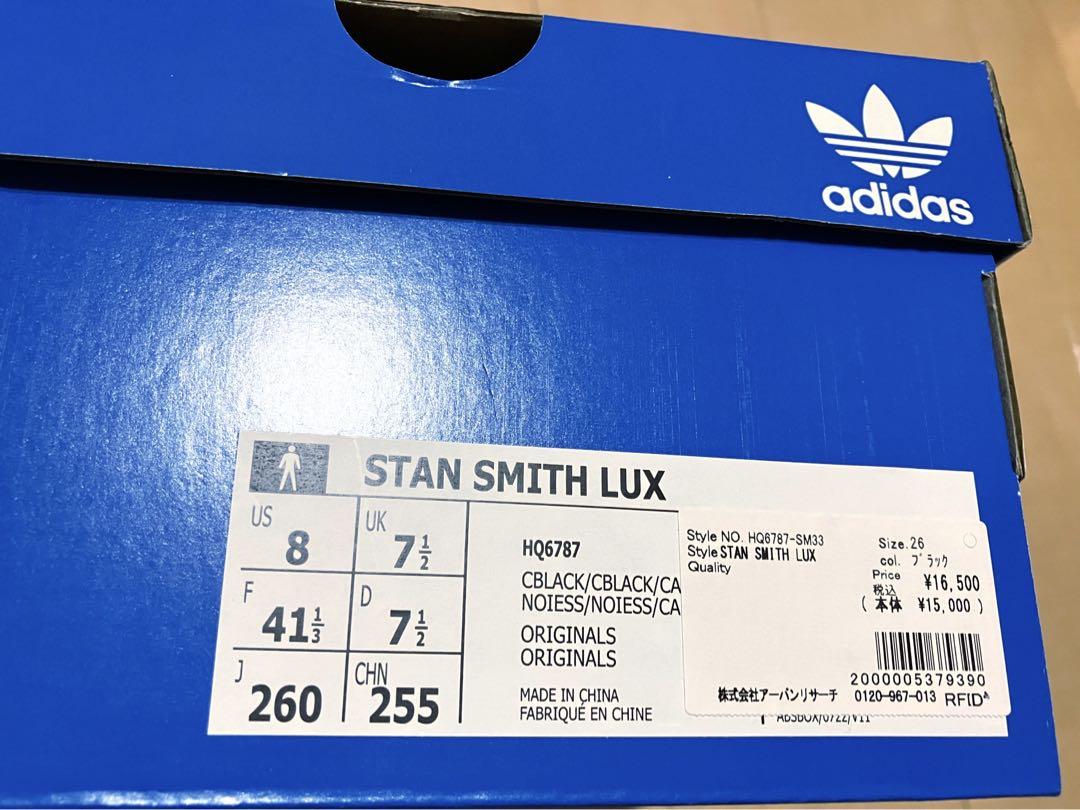 adidas
STAN SMITH LUX
US
8
UK
7 1/2
F
41 1/3
D
7 1/2
J
260
CHN
255
HQ6787
CBLACK/CBLACK/CA
NOIESS/NOIESS/CA
ORIGINALS
ORIGINALS
MADE IN CHINA
FABRIQUÉ EN CHINE
Style NO. HQ6787-SM33
Style STAN SMITH LUX
Quality
Size.26
col. ブラック
Price ¥16,500
税込
(本体 ¥15,000)
2000005379390
株式会社アーバンリサーチ 0120-967-013 RFID